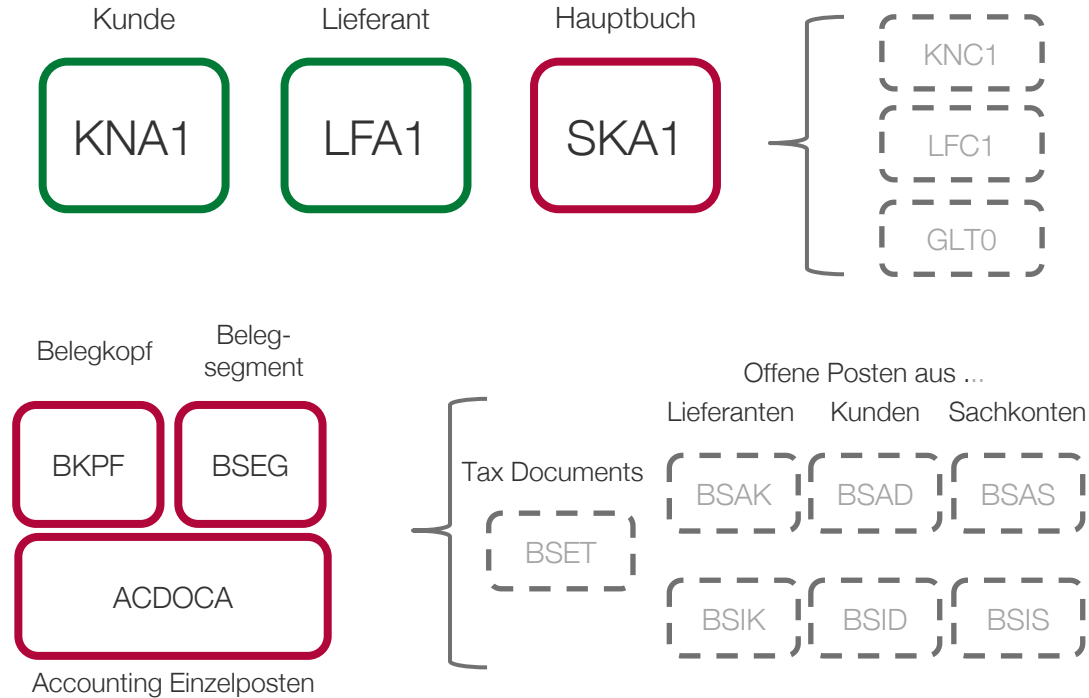 Kunde
Lieferant
Hauptbuch
KNA1
LFA1
SKA1
KNC1
LFC1
GLT0
Belegkopf
Beleg-
segment
BKPF
BSEG
ACDOCA
Accounting Einzelposten
Offene Posten aus ...
Lieferanten
Kunden
Sachkonten
Tax Documents
BSET
BSAK
BSAD
BSAS
BSIK
BSID
BSIS